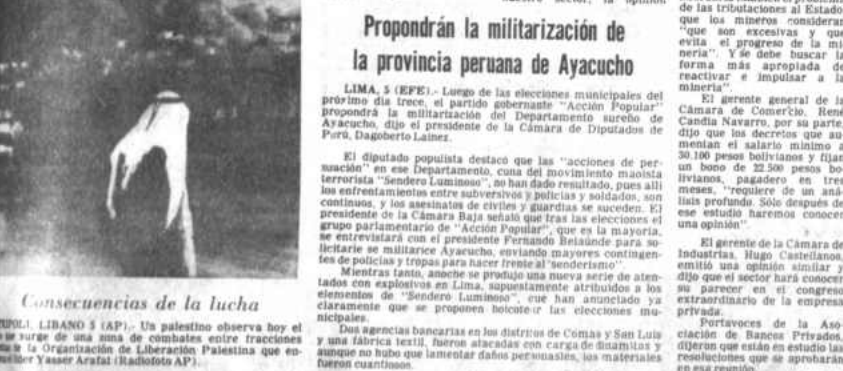 Consecuencias de la lucha
LIBANO 5 (AP).- Un palestino observa hoy el
surge de una zona de combates entre fracciones
la Organización de Liberación Palestina que en-
Yasser Arafat (Radiofoto AP).
Propondrán la militarización de
la provincia peruana de Ayacucho
LIMA, 5 (EFE).- Luego de las elecciones municipales del
próximo día trece, el partido gobernante "Acción Popular"
propondrá la militarización del Departamento sureño de
Ayacucho, dijo el presidente de la Cámara de Diputados de
Perú, Dagoberto Lainez.
El diputado populista destacó que las "acciones de per-
suación" en ese Departamento, cuna del movimiento maoista
terrorista "Sendero Luminoso", no han dado resultado, pues allí
los enfrentamientos entre subversivos y policías y soldados, son
contínuos, y los asesinatos de civiles y guardias se suceden. El
presidente de la Cámara Baja señaló que tras las elecciones el
grupo parlamentario de "Acción Popular", que es la mayoría,
se entrevistará con el presidente Fernando Belaúnde para so-
licitarle se militarice Ayacucho, enviando mayores contingen-
tes de policías y tropas para hacer frente al "senderismo".
Mientras tanto, anoche se produjo una nueva serie de aten-
tados con explosivos en Lima, supuestamente atribuidos a los
elementos de "Sendero Luminoso", que han anunciado ya
claramente que se proponen boicotear las elecciones mu-
nicipales.
Dos agencias bancarias en los distritos de Comas y San Luis
y una fábrica textil, fueron atacadas con carga de dinamitas y
aunque no hubo que lamentar daños personales, los materiales
fueron cuantiosos.
de las tributaciones al Estado
que los mineros consideran
"que son excesivas y que
evita el progreso de la mi
nería". Y se debe buscar la
forma más apropiada de
reactivar e impulsar a la
minería".
El gerente general de la
Cámara de Comercio, René
Candia Navarro, por su parte,
dijo que los decretos que au-
mentan el salario mínimo a
30.100 pesos bolivianos y fijan
un bono de 22.500 pesos bo-
livianos, pagadero en tres
meses, "requiere de un aná-
lisis profundo. Sólo después de
ese estudio haremos conocer
una opinión".
El gerente de la Cámara de
Industrias, Hugo Castellanos,
emitió una opinión similar y
dijo que el sector hará conocer
su parecer en el congreso
extraordinario de la empresa
privada.
Portavoces de la Aso-
ciación de Bancos Privados,
dijeron que están en estudio las
resoluciones que se aprobarán
en esa reunión.